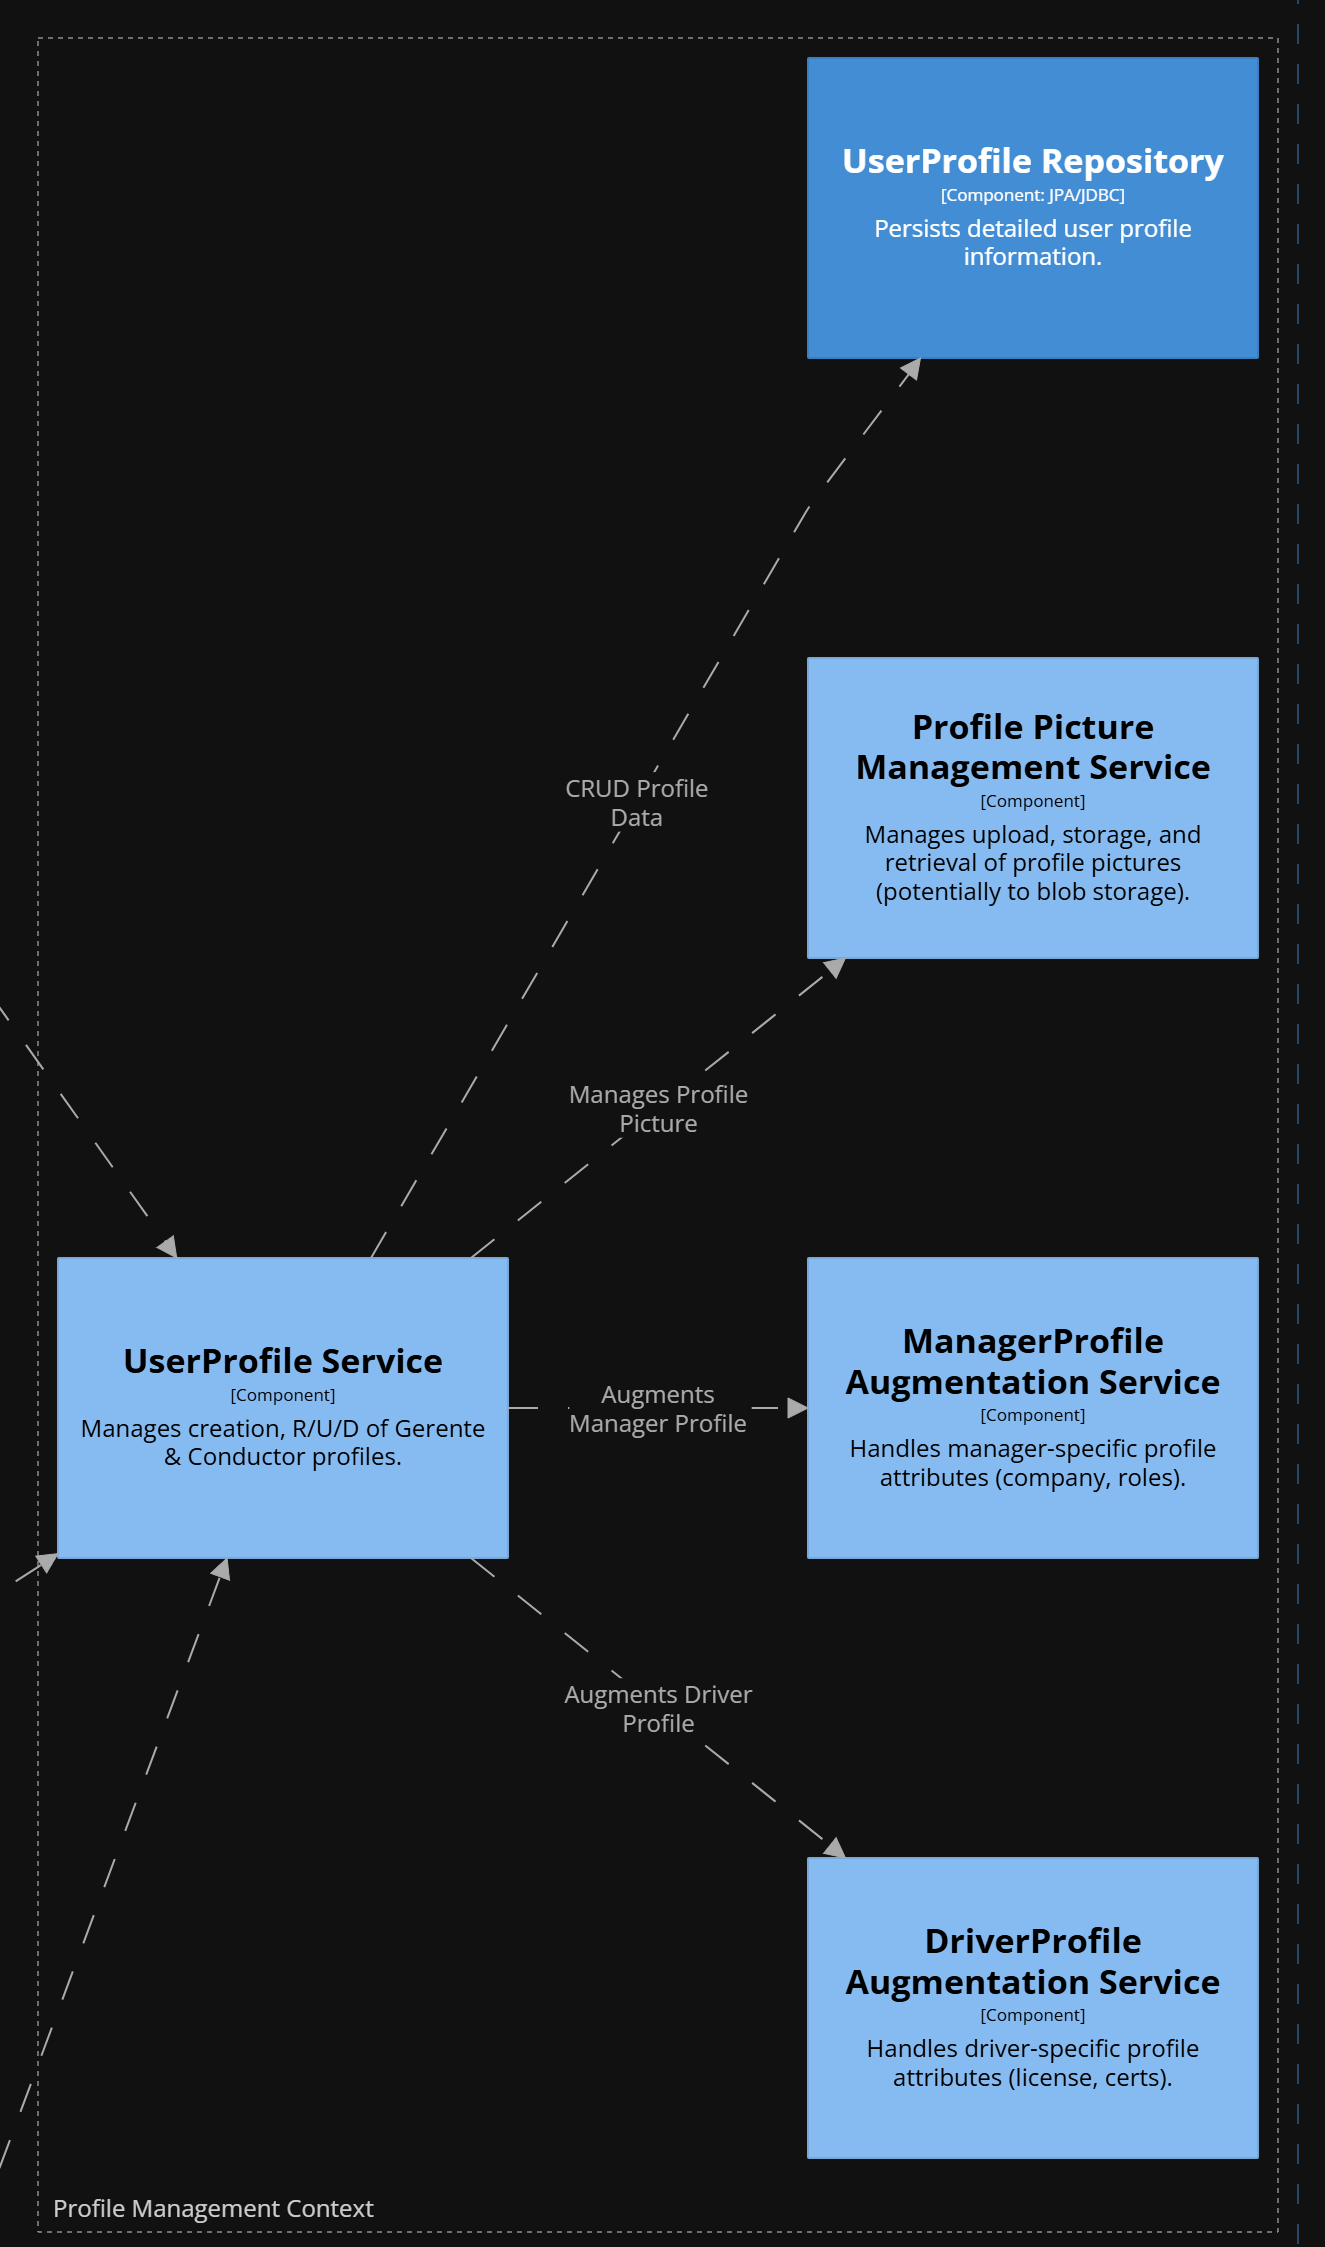 UserProfile Repository
[Component: JPA/JDBC]
Persists detailed user profile
information.
CRUD Profile
Data
Profile Picture
Management Service
[Component]
Manages upload, storage, and
retrieval of profile pictures
(potentially to blob storage).
Manages Profile
Picture
UserProfile Service
[Component]
Manages creation, R/U/D of Gerente
& Conductor profiles.
Augments
Manager Profile
ManagerProfile
Augmentation Service
[Component]
Handles manager-specific profile
attributes (company, roles).
Augments Driver
Profile
DriverProfile
Augmentation Service
[Component]
Handles driver-specific profile
attributes (license, certs).
Profile Management Context